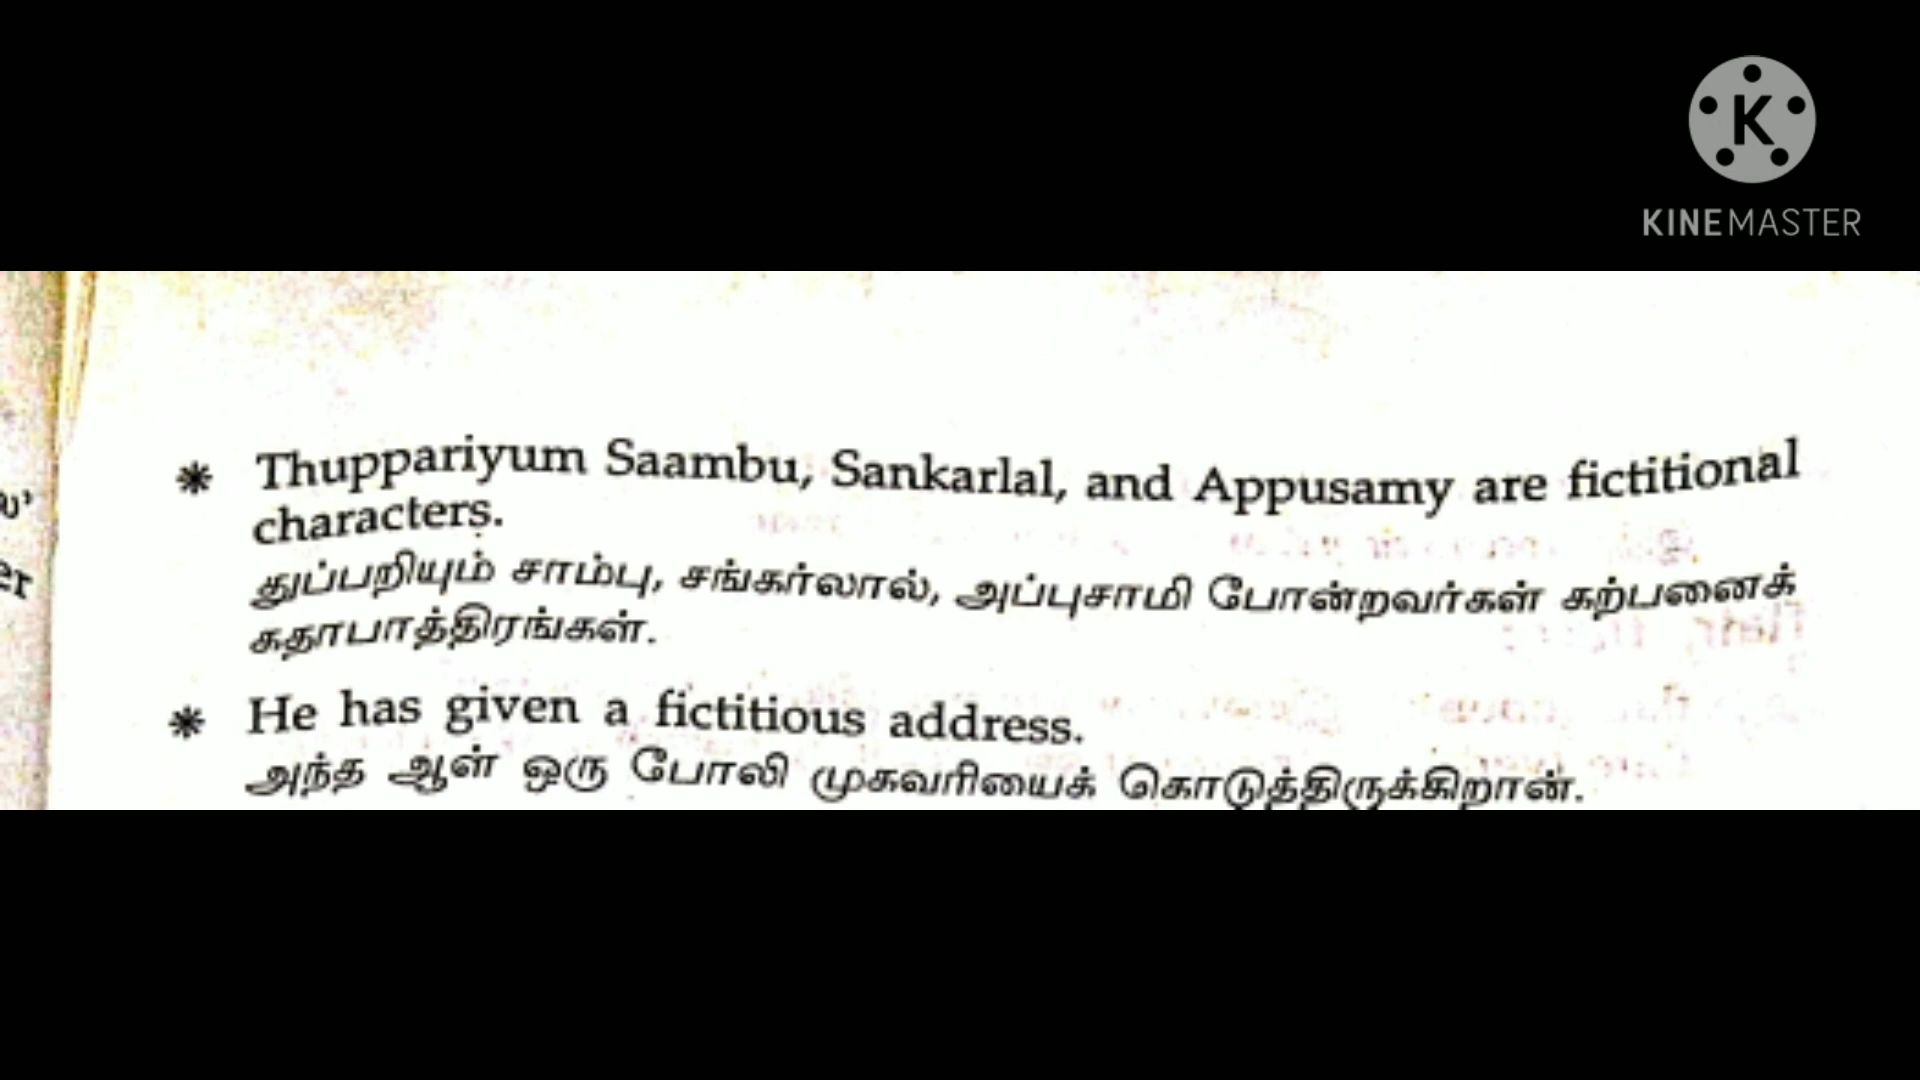 K
KINEMASTER
* Thuppariyum Saambu, Sankarlal, and Appusamy are fictitional
characters.
துப்பறியும் சாம்பு, சங்கர்லால், அப்புசாமி போன்றவர்கள் கற்பனைக்
கதாபாத்திரங்கள்.
* He has given a fictitious address.
அந்த ஆள் ஒரு போலி முகவரியைக் கொடுத்திருக்கிறான்.